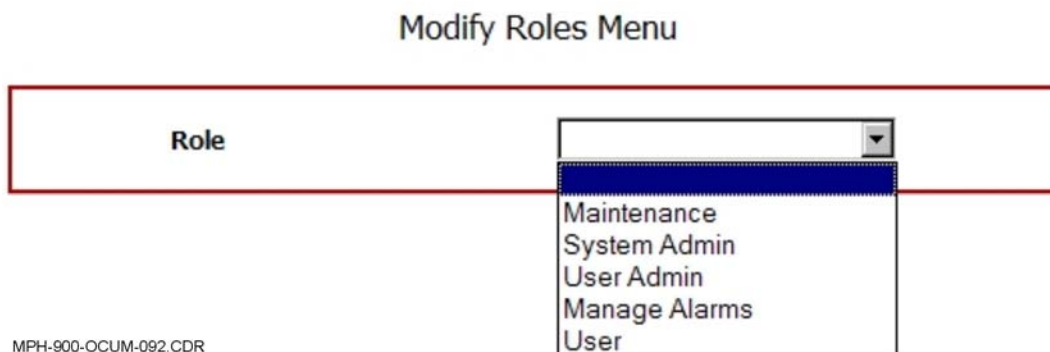 Modify Roles Menu
Role
Maintenance
System Admin
User Admin
Manage Alarms
User
MPH-900-OCUM-092.CDR